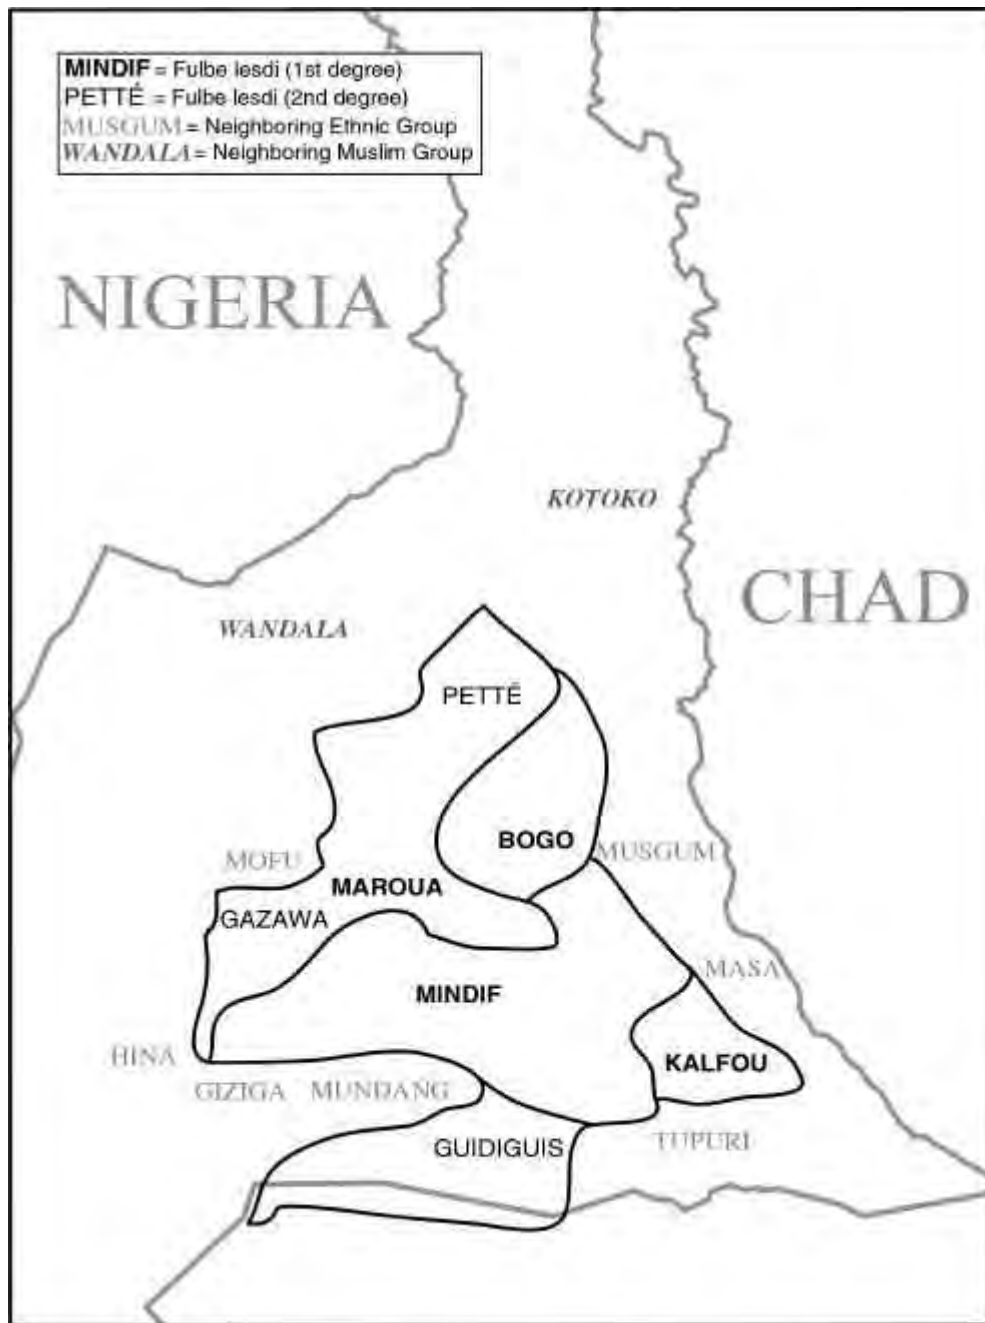 MINDIF = Fulbe lesdi (1st degree)
PETTÉ = Fulbe lesdi (2nd degree)
MUSGUM = Neighboring Ethnic Group
WANDALA = Neighboring Muslim Group
NIGERIA
KOTOKO
CHAD
WANDALA
PETTÉ
BOGO
MUSGUM
MOFU
MAROUA
GAZAWA
MASA
MINDIF
HINA
KALFOU
GIZIGA
MUNDANG
TUPURI
GUIDIGUIS